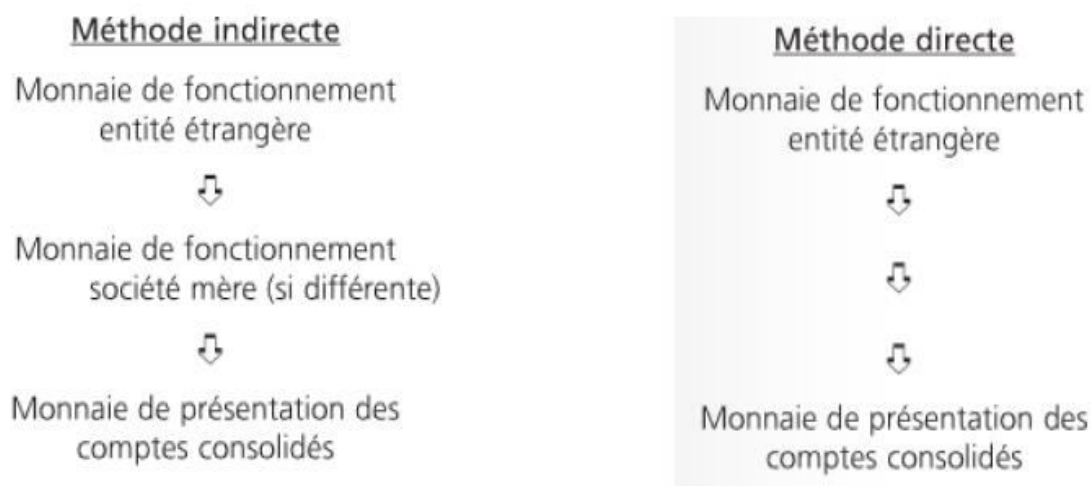 Méthode indirecte
Monnaie de fonctionnement
entité étrangère
Monnaie de fonctionnement
société mère (si différente)
Monnaie de présentation des
comptes consolidés
Méthode directe
Monnaie de fonctionnement
entité étrangère
Monnaie de présentation des
comptes consolidés